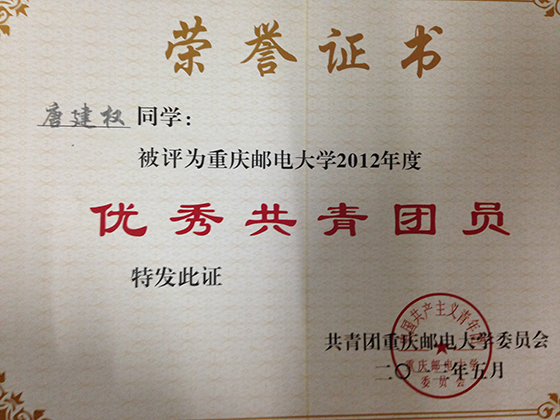 荣誉证书
唐建权同学：
被评为重庆邮电大学2012年度
优秀共青团员
特发此证
共青团重庆邮电大学委员会
二〇一三年五月
国共产主义青年
重庆邮电大学
委员会